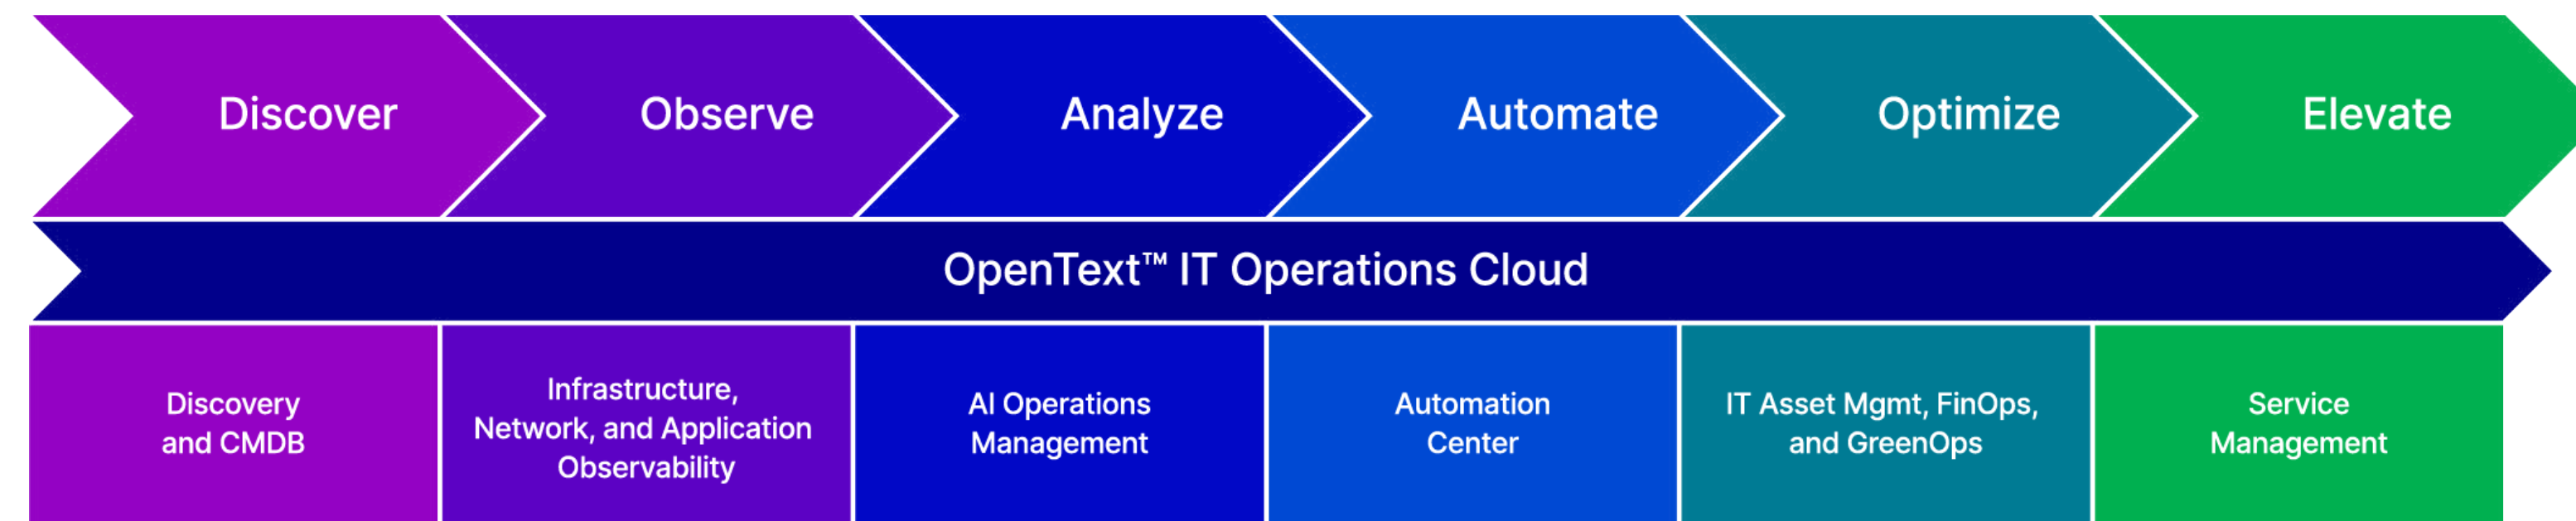 Discover
Observe
Analyze
Automate
Optimize
Elevate
OpenText™ IT Operations Cloud
Discovery
and CMDB
Infrastructure,
Network, and Application
Observability
AI Operations
Management
Automation
Center
IT Asset Mgmt, FinOps,
and GreenOps
Service
Management